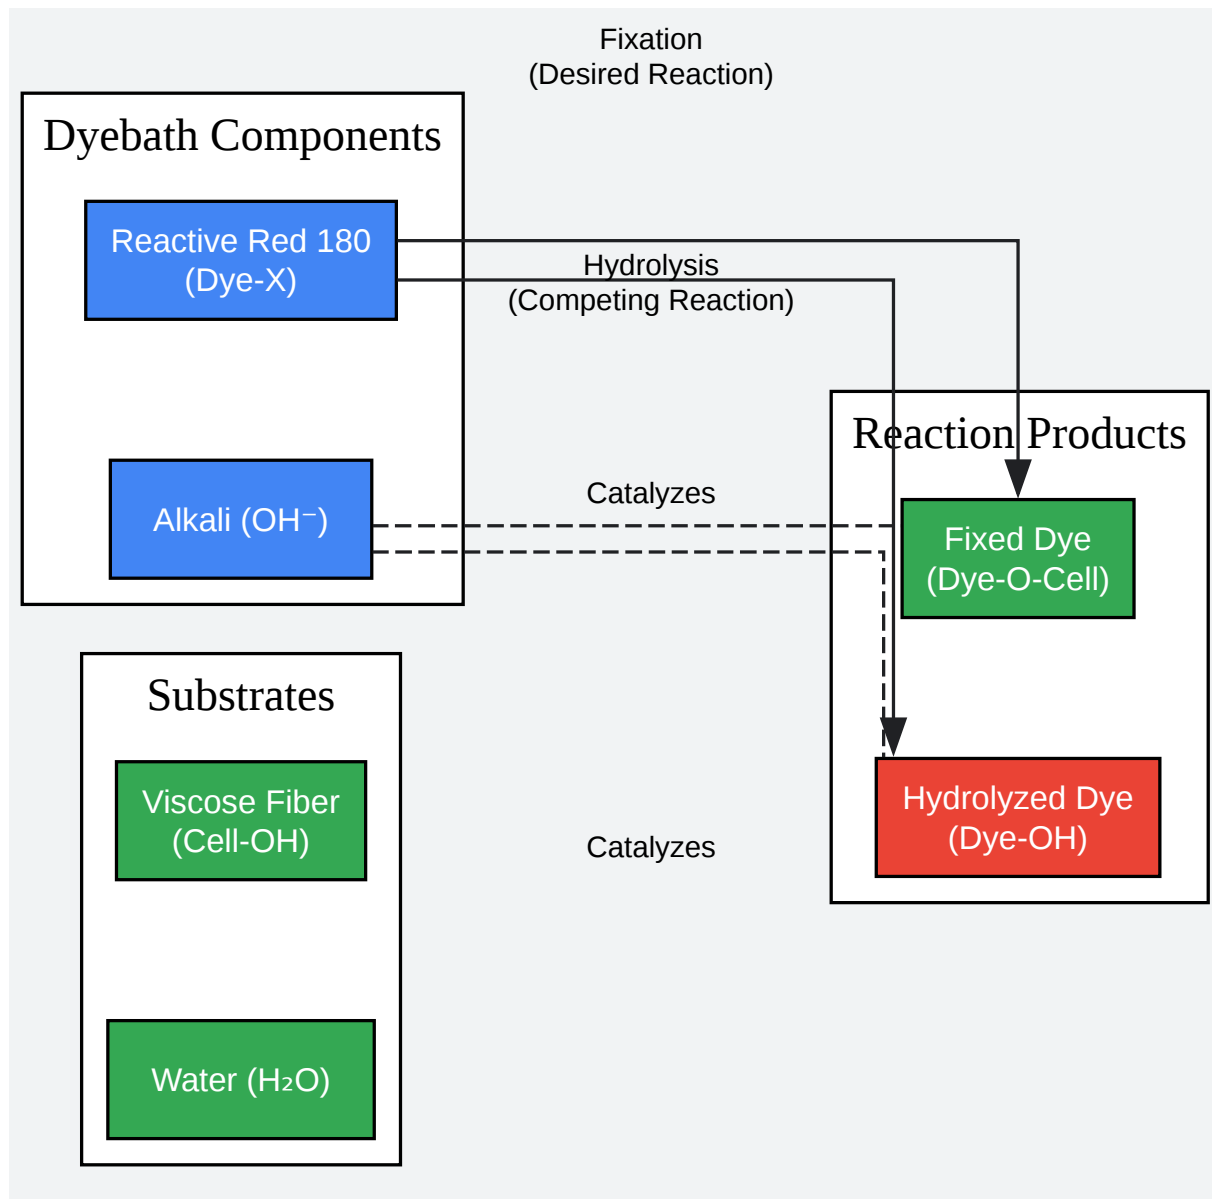 Fixation
(Desired Reaction)
Dyebath Components
Reactive Red 180
(Dye-X)
Hydrolysis
(Competing Reaction)
Reaction Products
Catalyzes
Alkali (OH⁻)
Fixed Dye
(Dye-O-Cell)
Substrates
Viscose Fiber
(Cell-OH)
Hydrolyzed Dye
(Dye-OH)
Catalyzes
Water (H₂O)